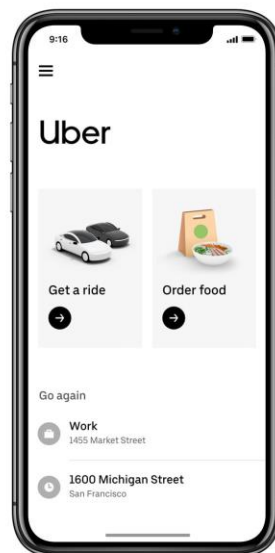 9:16
Uber
Get a ride
Order food
Go again
Work
1455 Market Street
1600 Michigan Street
San Francisco